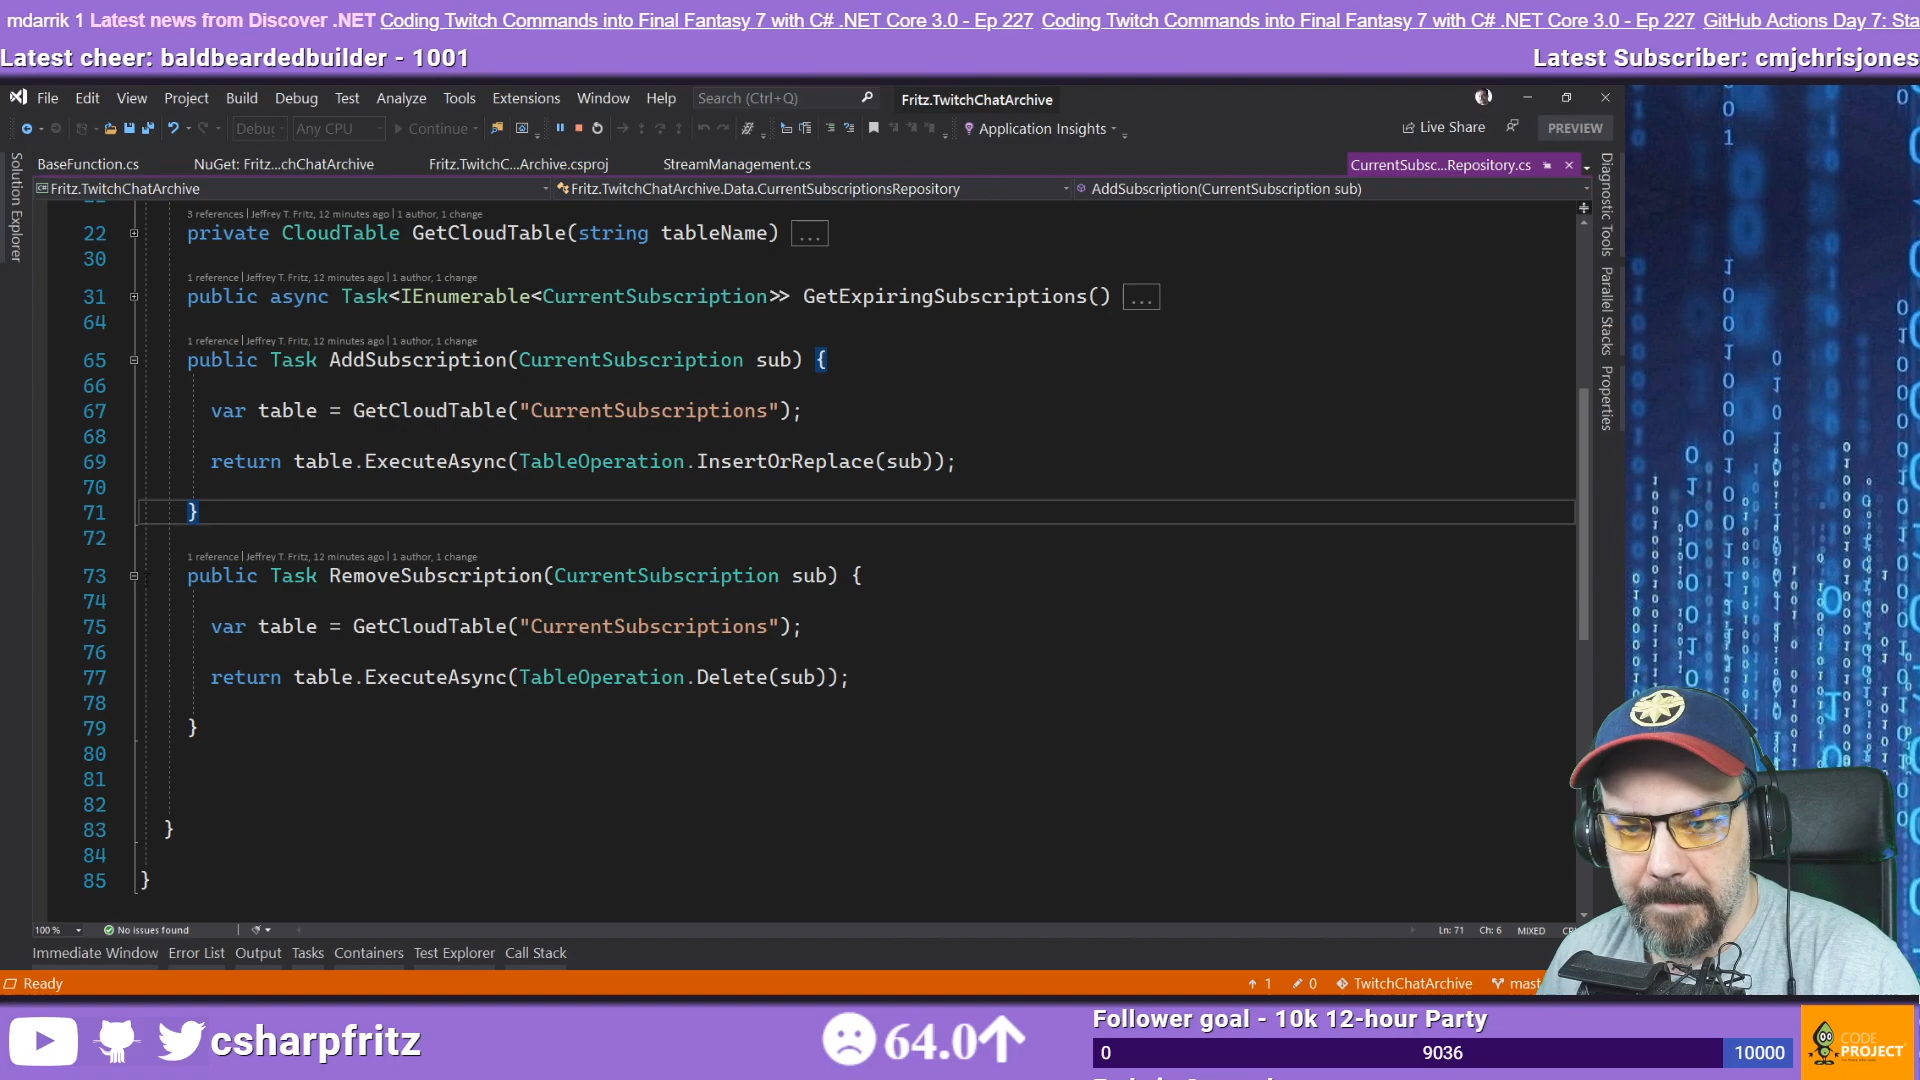 mdarrik 1 Latest news from Discover .NET Coding Twitch Commands into Final Fantasy 7 with C# .NET Core 3.0 - Ep 227 Coding Twitch Commands into Final Fantasy 7 with C# .NET Core 3.0 - Ep 227 GitHub Actions Day 7: Sta
Latest cheer: baldbeardedbuilder - 1001
Latest Subscriber: cmjchrisjones
File Edit View Project Build Debug Test Analyze Tools Extensions Window Help Search (Ctrl+Q) Fritz.TwitchChatArchive
Debug Any CPU Continue Application Insights Live Share PREVIEW
BaseFunction.cs NuGet: Fritz...chChatArchive Fritz.TwitchC...Archive.csproj StreamManagement.cs CurrentSubsc...Repository.cs
Fritz.TwitchChatArchive Fritz.TwitchChatArchive.Data.CurrentSubscriptionsRepository AddSubscription(CurrentSubscription sub)
Solution Explorer
Diagnostic Tools
Parallel Stacks
Properties
3 references | Jeffrey T. Fritz, 12 minutes ago | 1 author, 1 change
22 private CloudTable GetCloudTable(string tableName) ...
30
1 reference | Jeffrey T. Fritz, 12 minutes ago | 1 author, 1 change
31 public async Task<IEnumerable<CurrentSubscription>> GetExpiringSubscriptions() ...
64
1 reference | Jeffrey T. Fritz, 12 minutes ago | 1 author, 1 change
65 public Task AddSubscription(CurrentSubscription sub) {
66
67 var table = GetCloudTable("CurrentSubscriptions");
68
69 return table.ExecuteAsync(TableOperation.InsertOrReplace(sub));
70
71 }
72
1 reference | Jeffrey T. Fritz, 12 minutes ago | 1 author, 1 change
73 public Task RemoveSubscription(CurrentSubscription sub) {
74
75 var table = GetCloudTable("CurrentSubscriptions");
76
77 return table.ExecuteAsync(TableOperation.Delete(sub));
78
79 }
80
81
82
83 }
84
85 }
100 % No issues found Ln: 71 Ch: 6 MIXED
Immediate Window Error List Output Tasks Containers Test Explorer Call Stack
Ready 1 0 TwitchChatArchive mast
csharpfritz
64.0
Follower goal - 10k 12-hour Party
0 9036 10000
CODE
PROJECT